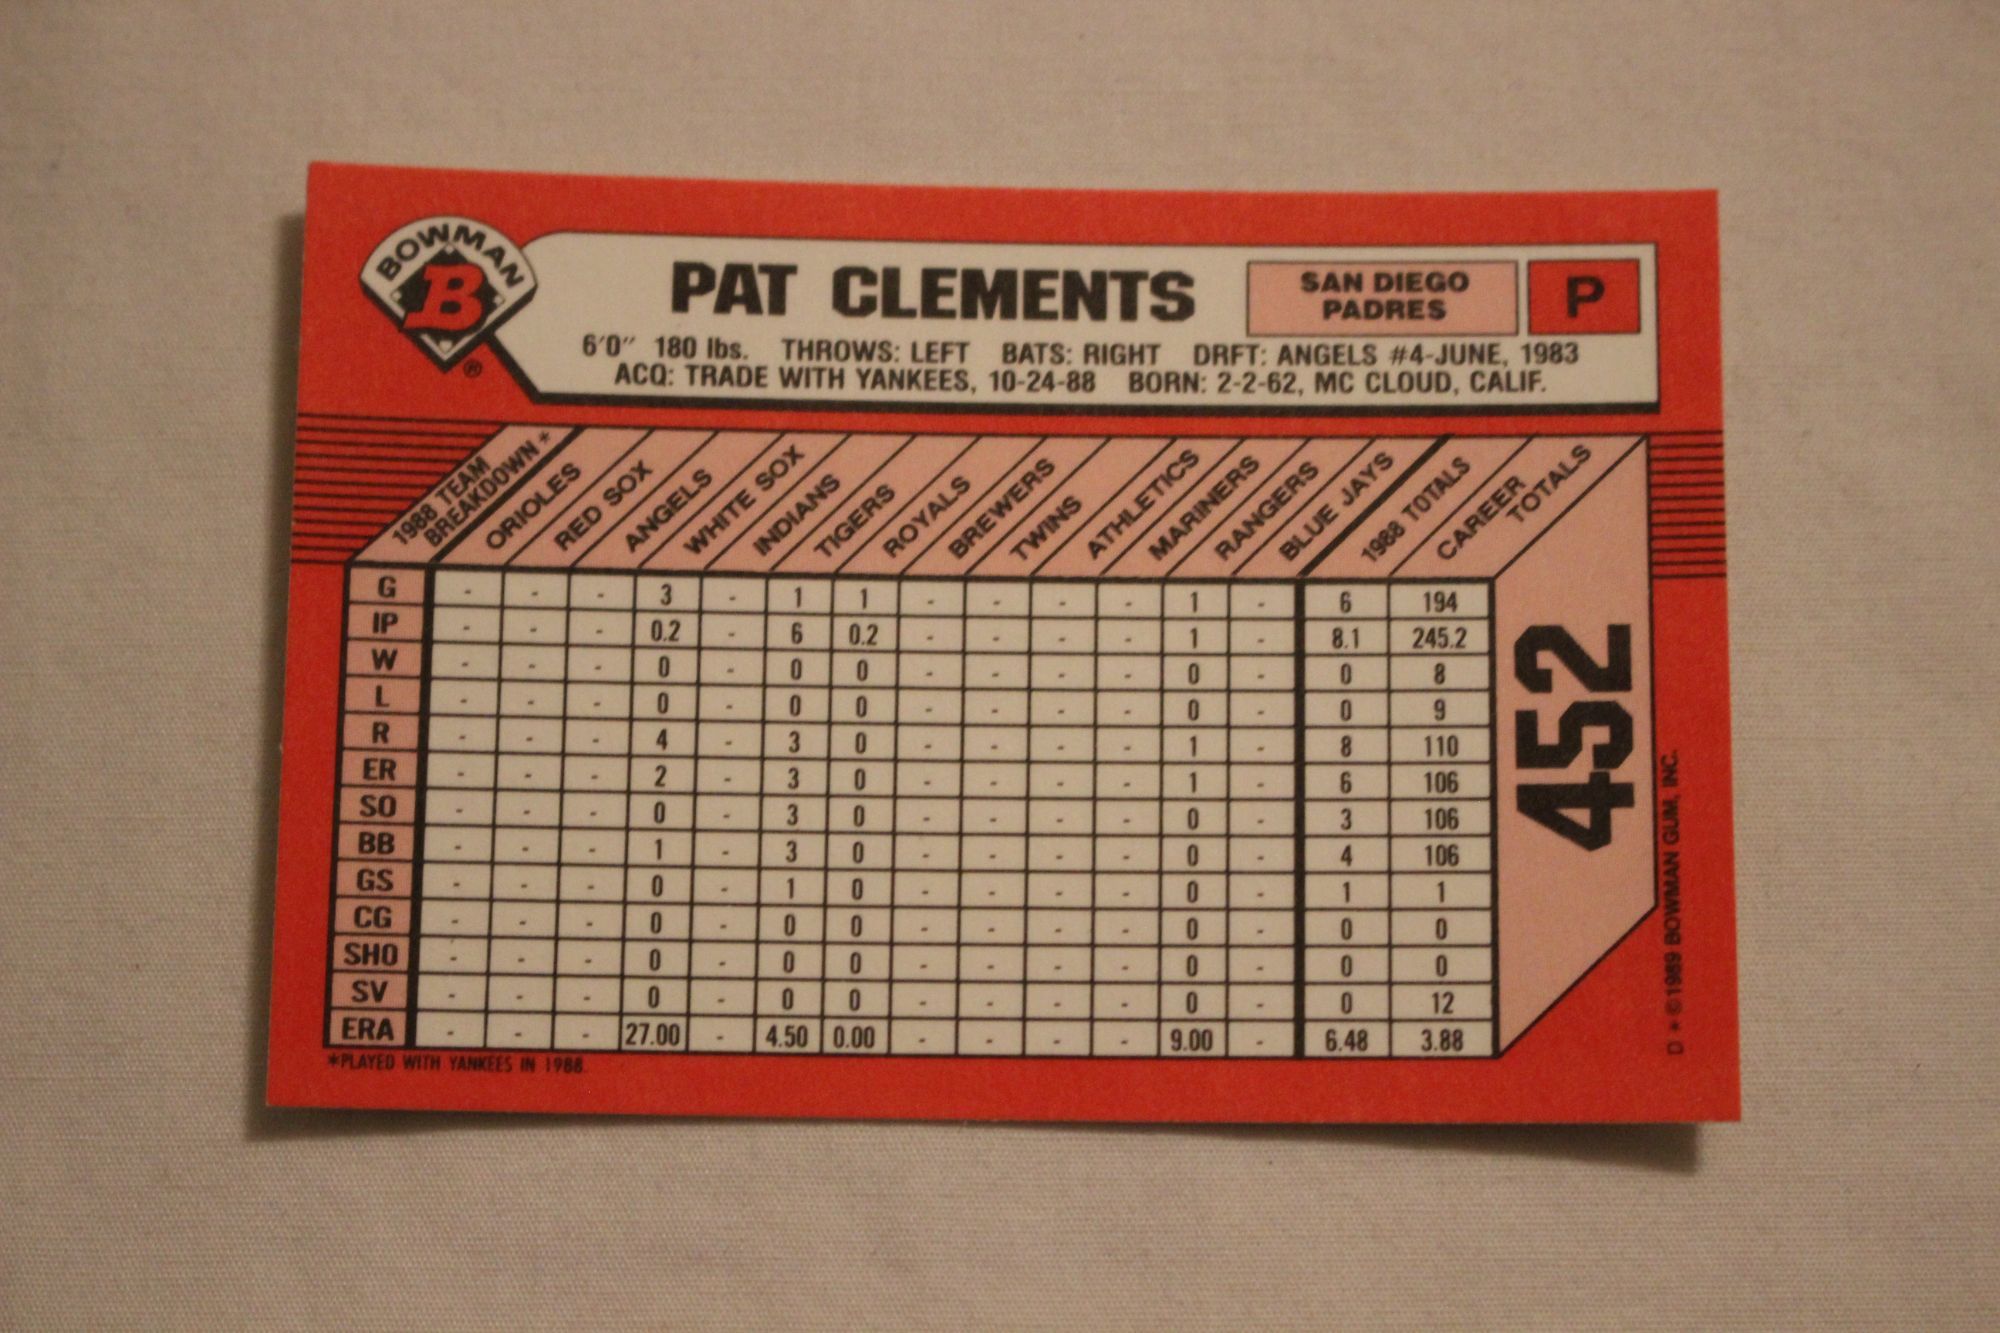 BOWMAN
B
®
PAT CLEMENTS
SAN DIEGO
PADRES
P
6'0" 180 lbs. THROWS: LEFT BATS: RIGHT DRFT: ANGELS #4-JUNE, 1983
ACQ: TRADE WITH YANKEES, 10-24-88 BORN: 2-2-62, MC CLOUD, CALIF.
1988 TEAM
BREAKDOWN *
ORIOLES
RED SOX
ANGELS
WHITE SOX
INDIANS
TIGERS
ROYALS
BREWERS
TWINS
ATHLETICS
MARINERS
RANGERS
BLUE JAYS
1988 TOTALS
CAREER
TOTALS
G - - - 3 - 1 1 - - - - 1 - 6 194
IP - - - 0.2 - 6 0.2 - - - - 1 - 8.1 245.2
W - - - 0 - 0 0 - - - - 0 - 0 8
L - - - 0 - 0 0 - - - - 0 - 0 9
R - - - 4 - 3 0 - - - - 1 - 8 110
ER - - - 2 - 3 0 - - - - 1 - 6 106
SO - - - 0 - 3 0 - - - - 0 - 3 106
BB - - - 1 - 3 0 - - - - 0 - 4 106
GS - - - 0 - 1 0 - - - - 0 - 1 1
CG - - - 0 - 0 0 - - - - 0 - 0 0
SHO - - - 0 - 0 0 - - - - 0 - 0 0
SV - - - 0 - 0 0 - - - - 0 - 0 12
ERA - - - 27.00 - 4.50 0.00 - - - - 9.00 - 6.48 3.88
*PLAYED WITH YANKEES IN 1988.
452
D * ©1989 BOWMAN GUM, INC.